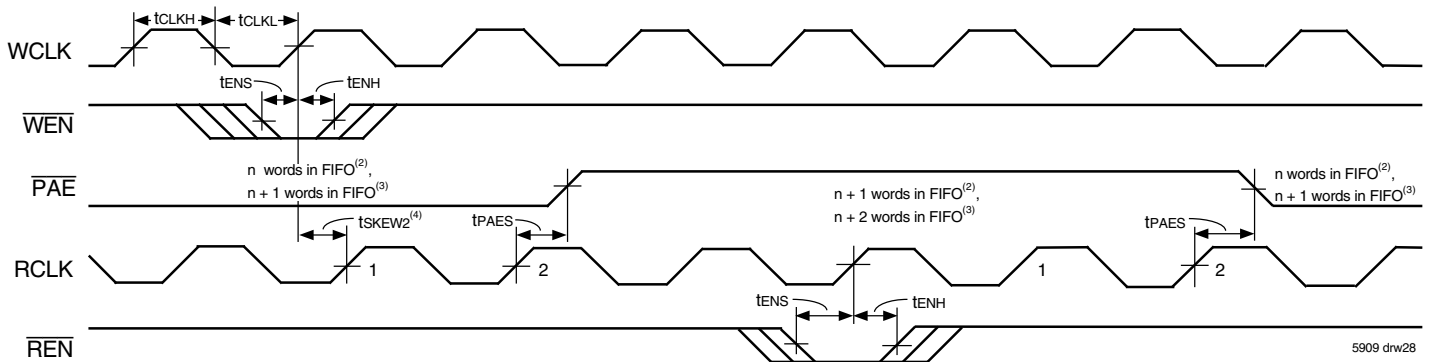 tCLKH tCLKL
WCLK
tENS tENH
WEN
n words in FIFO(2),
n + 1 words in FIFO(3)
PAE
n + 1 words in FIFO(2),
n + 2 words in FIFO(3)
n words in FIFO(2),
n + 1 words in FIFO(3)
tSKEW2(4) tPAES tPAES
RCLK 1 2 1 2
tENS tENH
REN
5909 drw28